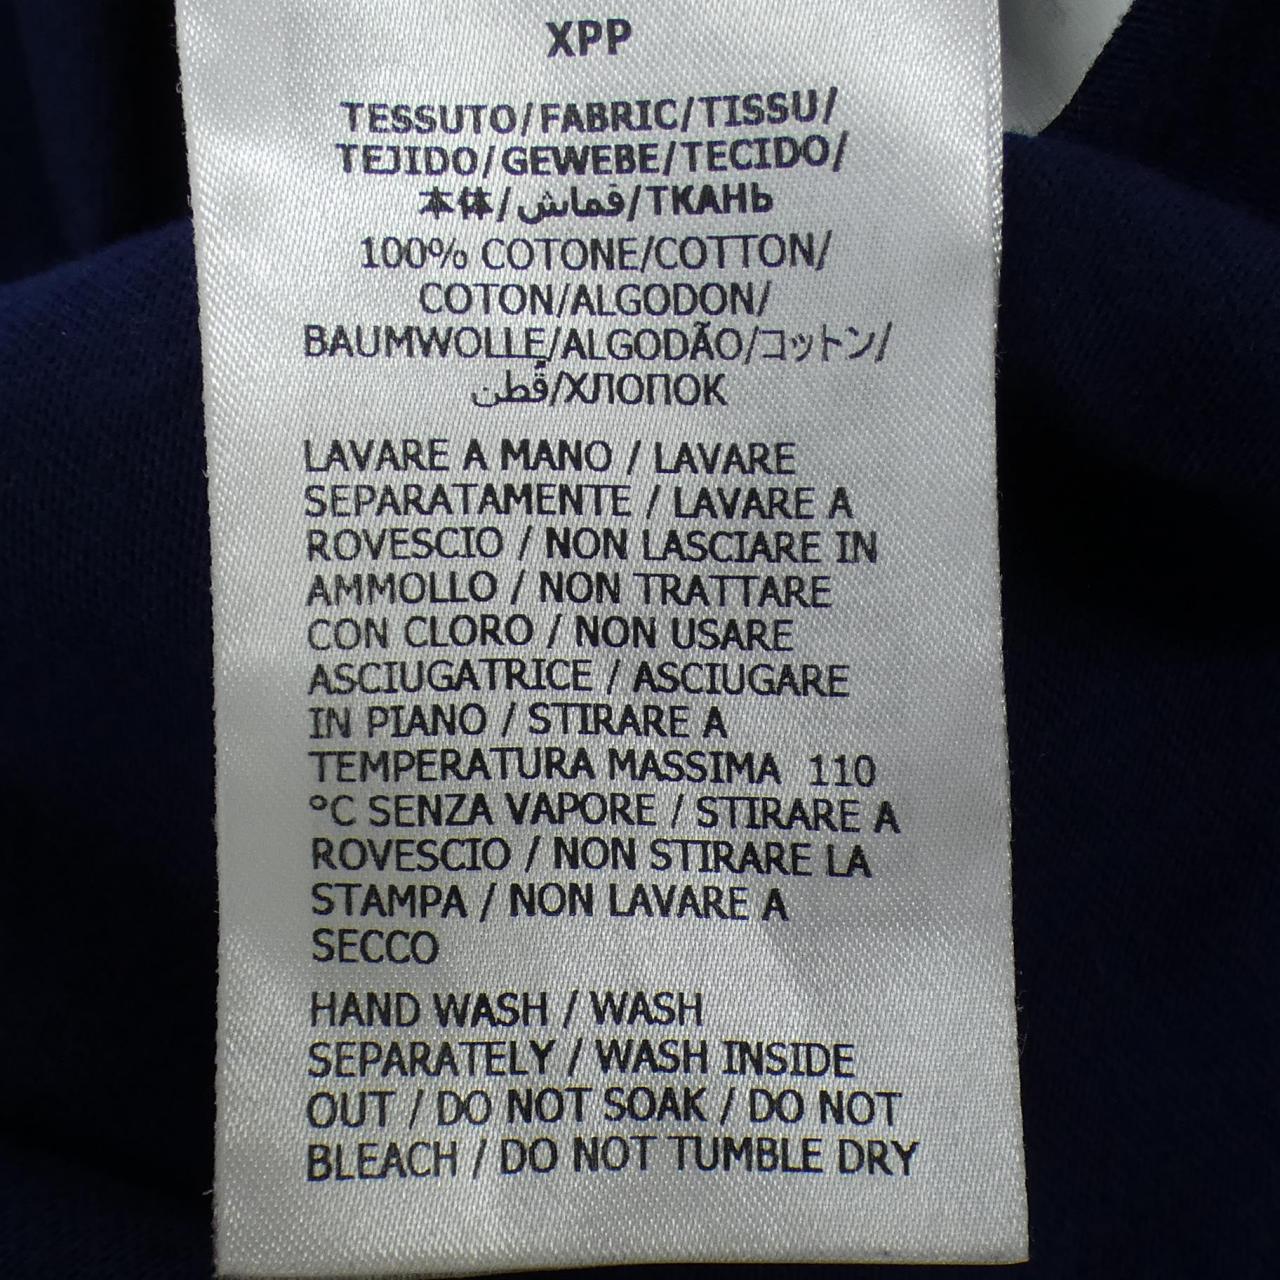 XPP
TESSUTO/FABRIC/TISSU/
TEJIDO/GEWEBE/TECIDO/
本体/قماش/ТКАНЬ
100% COTONE/COTTON/
COTON/ALGODON/
BAUMWOLLE/ALGODÃO/コットン/
قُطن/ХЛОПОК
LAVARE A MANO / LAVARE
SEPARATAMENTE / LAVARE A
ROVESCIO / NON LASCIARE IN
AMMOLLO / NON TRATTARE
CON CLORO / NON USARE
ASCIUGATRICE / ASCIUGARE
IN PIANO / STIRARE A
TEMPERATURA MASSIMA 110
°C SENZA VAPORE / STIRARE A
ROVESCIO / NON STIRARE LA
STAMPA / NON LAVARE A
SECCO
HAND WASH / WASH
SEPARATELY / WASH INSIDE
OUT / DO NOT SOAK / DO NOT
BLEACH / DO NOT TUMBLE DRY